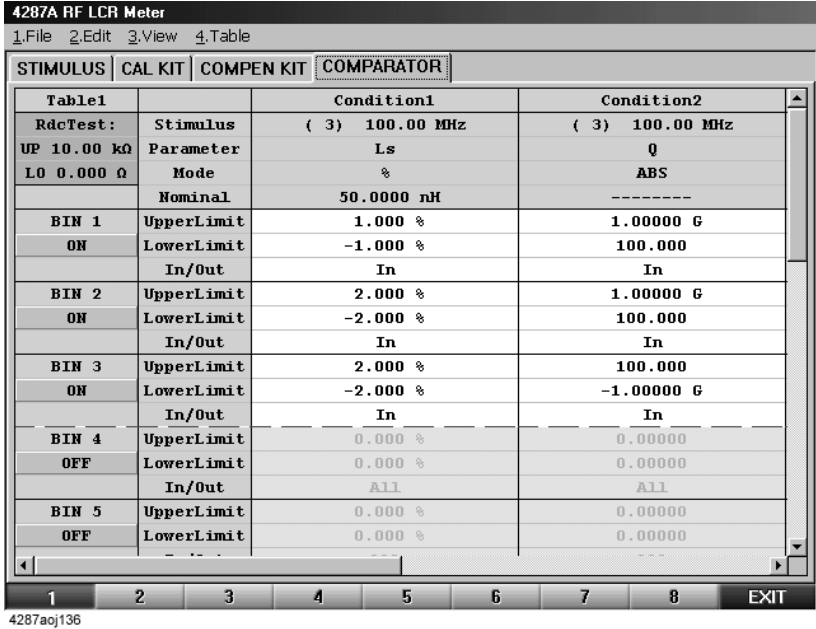 4287A RF LCR Meter
1.File 2.Edit 3.View 4.Table
STIMULUS CAL KIT COMPEN KIT COMPARATOR
Table1 Condition1 Condition2
RdcTest: Stimulus ( 3) 100.00 MHz ( 3) 100.00 MHz
UP 10.00 kΩ Parameter Ls Q
LO 0.000 Ω Mode % ABS
Nominal 50.0000 nH --------
BIN 1 UpperLimit 1.000 % 1.00000 G
ON LowerLimit -1.000 % 100.000
In/Out In In
BIN 2 UpperLimit 2.000 % 1.00000 G
ON LowerLimit -2.000 % 100.000
In/Out In In
BIN 3 UpperLimit 2.000 % 100.000
ON LowerLimit -2.000 % -1.00000 G
In/Out In In
BIN 4 UpperLimit 0.000 % 0.00000
OFF LowerLimit 0.000 % 0.00000
In/Out All All
BIN 5 UpperLimit 0.000 % 0.00000
OFF LowerLimit 0.000 % 0.00000
1 2 3 4 5 6 7 8 EXIT
4287aoj136